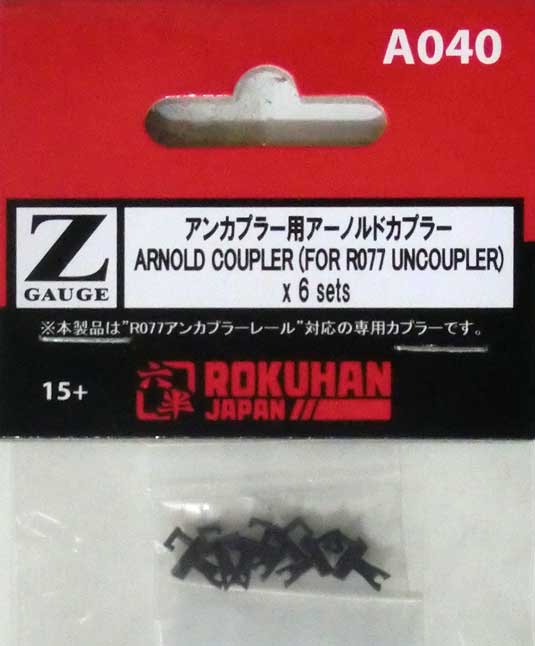 A040
Z
GAUGE
アンカプラー用アーノルドカプラー
ARNOLD COUPLER (FOR R077 UNCOUPLER)
x 6 sets
※本製品は"R077アンカプラーレール"対応の専用カプラーです。
15+
六半
ROKUHAN
JAPAN